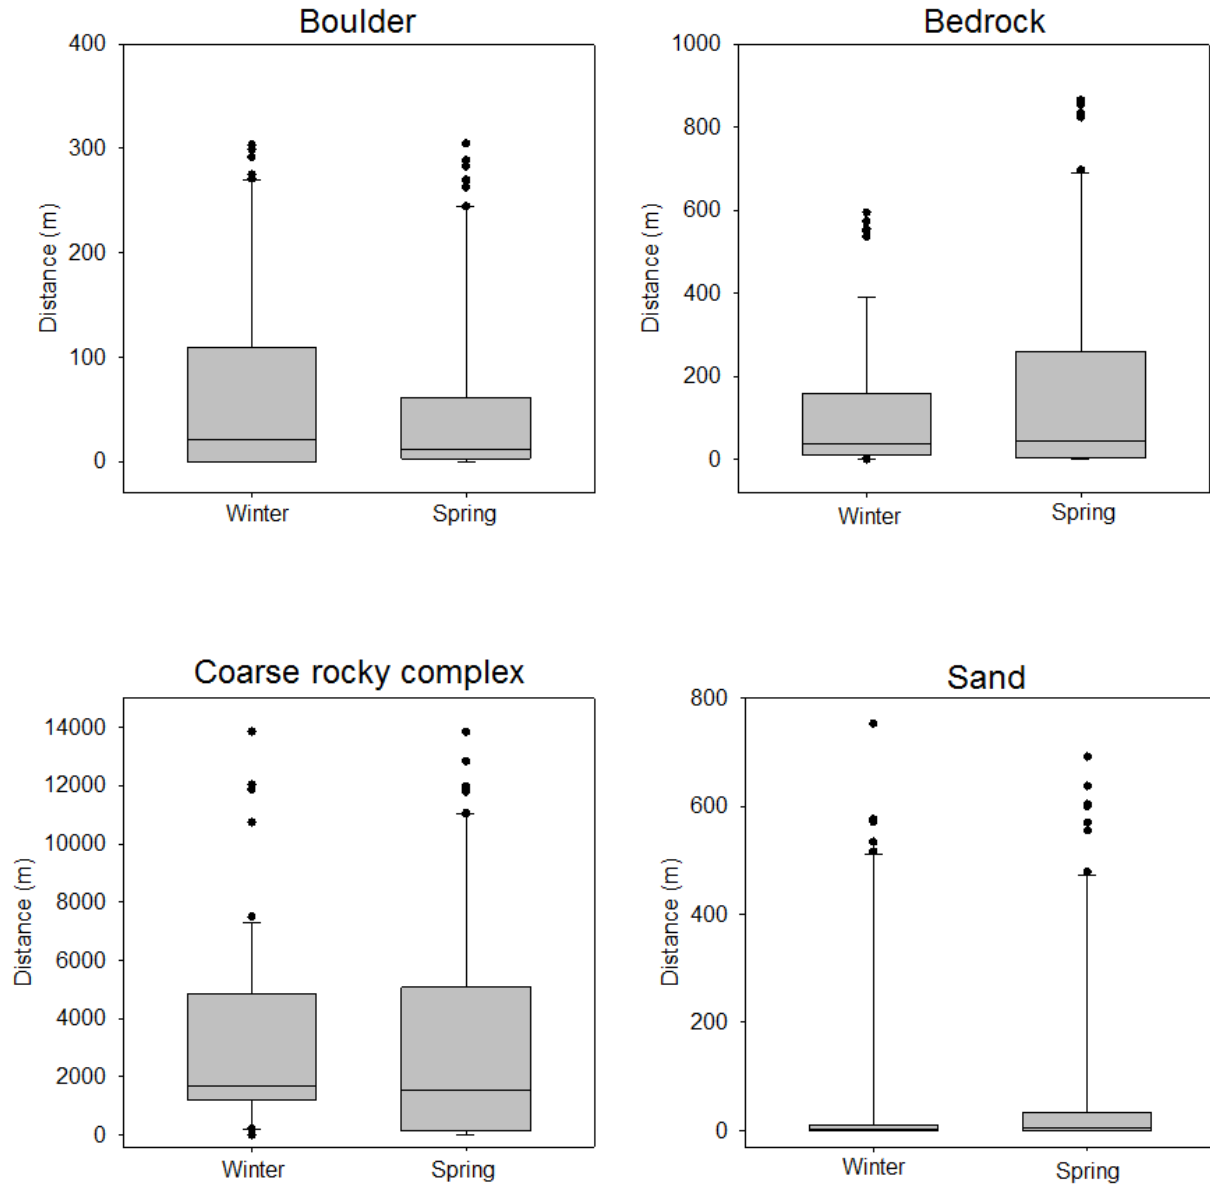 Boulder
400
300
200
100
0
Distance (m)
Winter
Spring
Bedrock
1000
800
600
400
200
0
Distance (m)
Winter
Spring
Coarse rocky complex
14000
12000
10000
8000
6000
4000
2000
0
Distance (m)
Winter
Spring
Sand
800
600
400
200
0
Distance (m)
Winter
Spring